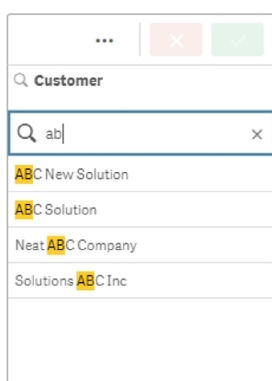 Customer
ab
ABC New Solution
ABC Solution
Neat ABC Company
Solutions ABC Inc